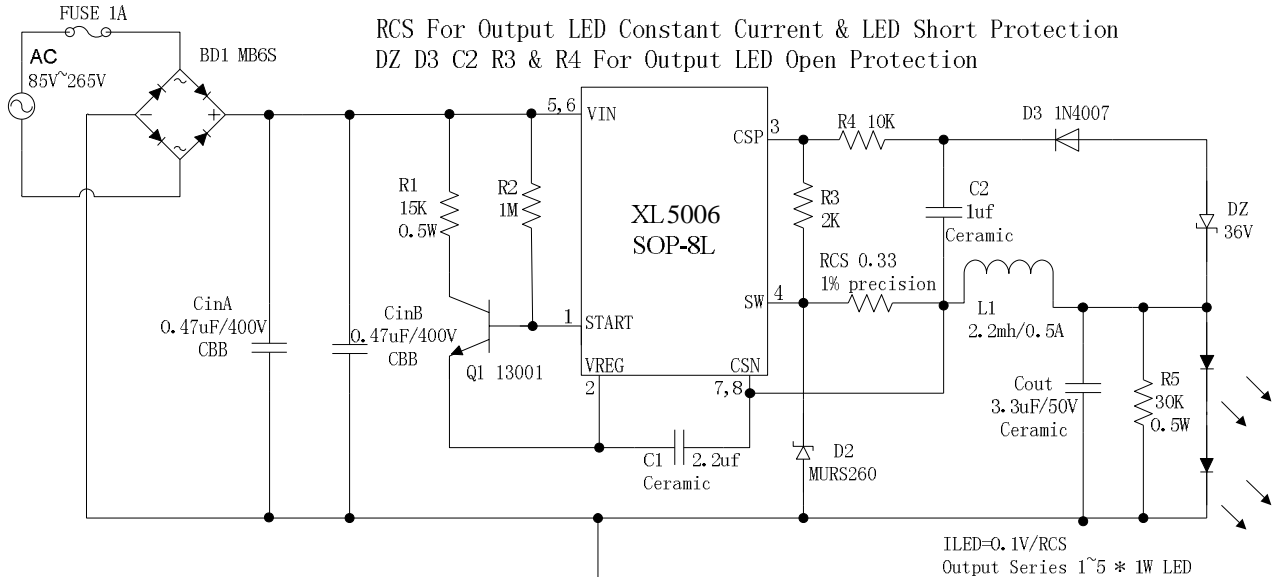 FUSE 1A
RCS For Output LED Constant Current & LED Short Protection
DZ D3 C2 R3 & R4 For Output LED Open Protection
AC
85V~265V
BD1 MB6S
~
- +
~
5,6
VIN
CSP
3
R4 10K
D3 1N4007
R1
15K
0.5W
R2
1M
XL5006
SOP-8L
R3
2K
C2
1uf
Ceramic
DZ
36V
RCS 0.33
1% precision
SW
4
L1
2.2mh/0.5A
CinA
0.47uF/400V
CBB
CinB
0.47uF/400V
CBB
1
START
Q1 13001
VREG
2
CSN
7,8
Cout
3.3uF/50V
Ceramic
R5
30K
0.5W
C1
2.2uf
Ceramic
D2
MURS260
ILED=0.1V/RCS
Output Series 1~5 * 1W LED